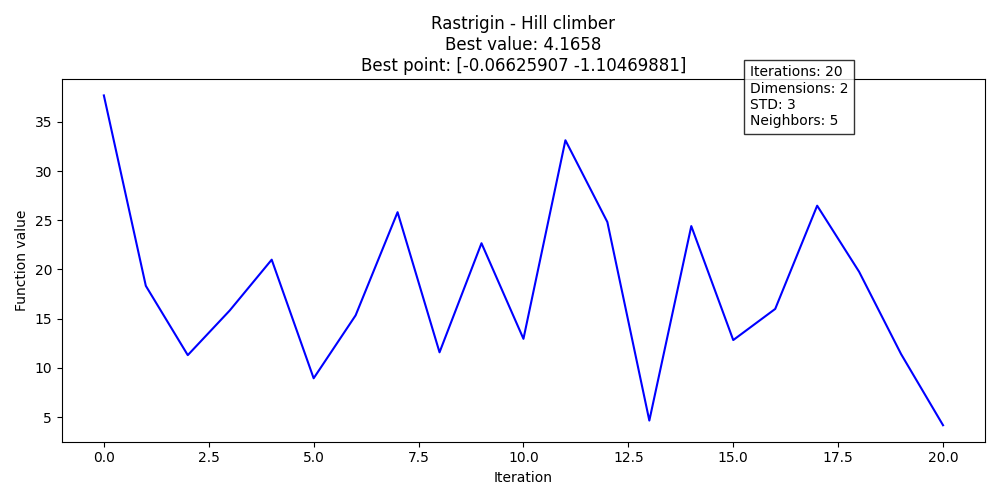 Rastrigin - Hill climber
Best value: 4.1658
Best point: [-0.06625907 -1.10469881]
Iterations: 20
Dimensions: 2
STD: 3
Neighbors: 5
Function value
35
30
25
20
15
10
5
0.0 2.5 5.0 7.5 10.0 12.5 15.0 17.5 20.0
Iteration